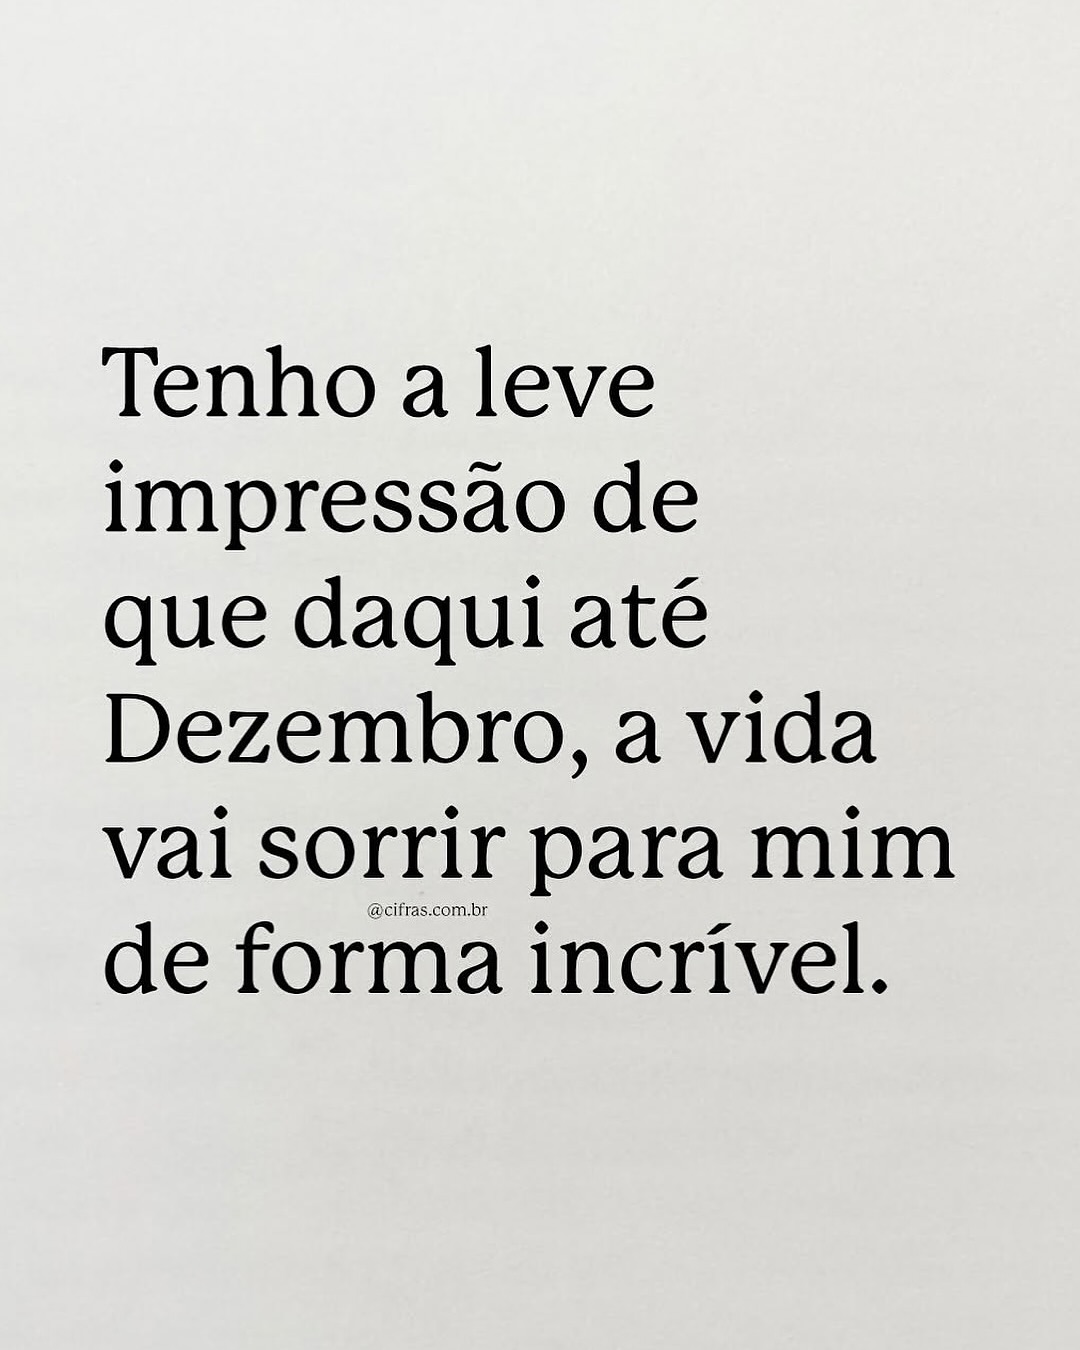 Tenho a leve
impressão de
que daqui até
Dezembro, a vida
vai sorrir para mim
@cifras.com.br
de forma incrível.